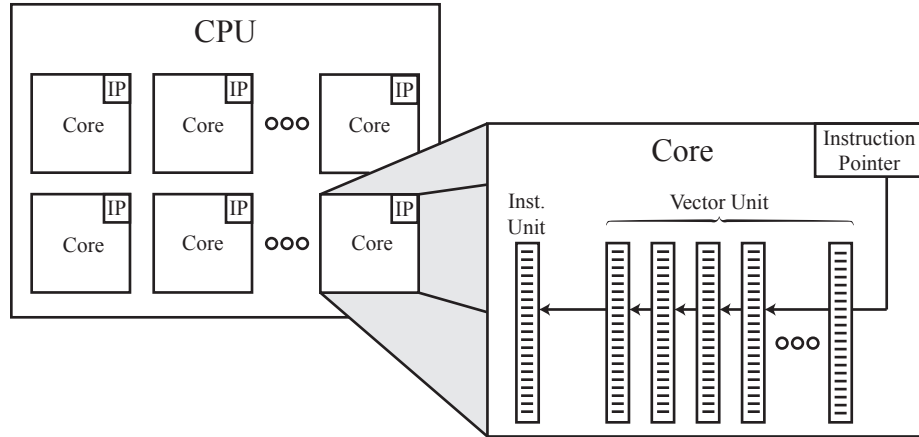 CPU
IP
Core
IP
Core
IP
Core
IP
Core
IP
Core
IP
Core
Core
Instruction
Pointer
Inst.
Unit
Vector Unit